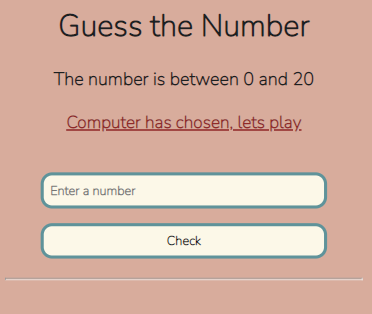 Guess the Number
The number is between 0 and 20
Computer has chosen, lets play
Enter a number
Check